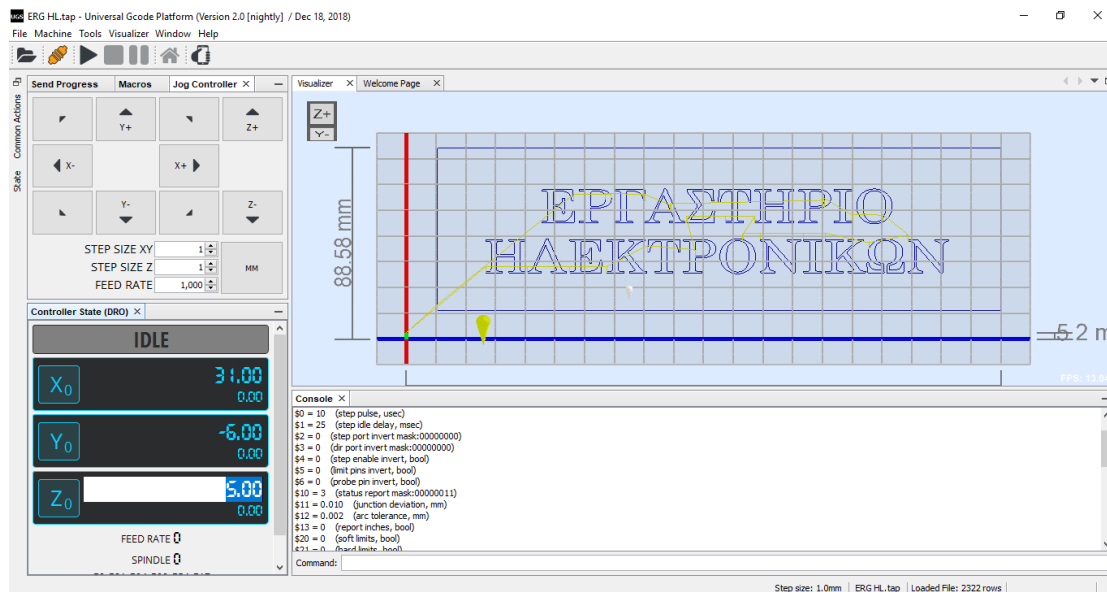 UGS ERG HL.tap - Universal Gcode Platform (Version 2.0 [nightly] / Dec 18, 2018)
File Machine Tools Visualizer Window Help
Common Actions
State
Send Progress Macros Jog Controller
Y+
Z+
X- X+
Y-
Z-
STEP SIZE XY 1
STEP SIZE Z 1
FEED RATE 1,000
MM
Controller State (DRO)
IDLE
X0 31.00
0.00
Y0 -6.00
0.00
Z0 5.00
0.00
FEED RATE 0
SPINDLE 0
Visualizer Welcome Page
Z+
Y-
88.58 mm
ΕΡΓΑΣΤΗΡΙΟ
ΗΛΕΚΤΡΟΝΙΚΩΝ
5.2 m
Console
$0 = 10 (step pulse, usec)
$1 = 25 (step idle delay, msec)
$2 = 0 (step port invert mask:00000000)
$3 = 0 (dir port invert mask:00000000)
$4 = 0 (step enable invert, bool)
$5 = 0 (limit pins invert, bool)
$6 = 0 (probe pin invert, bool)
$10 = 3 (status report mask:00000011)
$11 = 0.010 (junction deviation, mm)
$12 = 0.002 (arc tolerance, mm)
$13 = 0 (report inches, bool)
$20 = 0 (soft limits, bool)
$21 = 0 (hard limits, bool)
Command:
Step size: 1.0mm ERG HL.tap Loaded File: 2322 rows